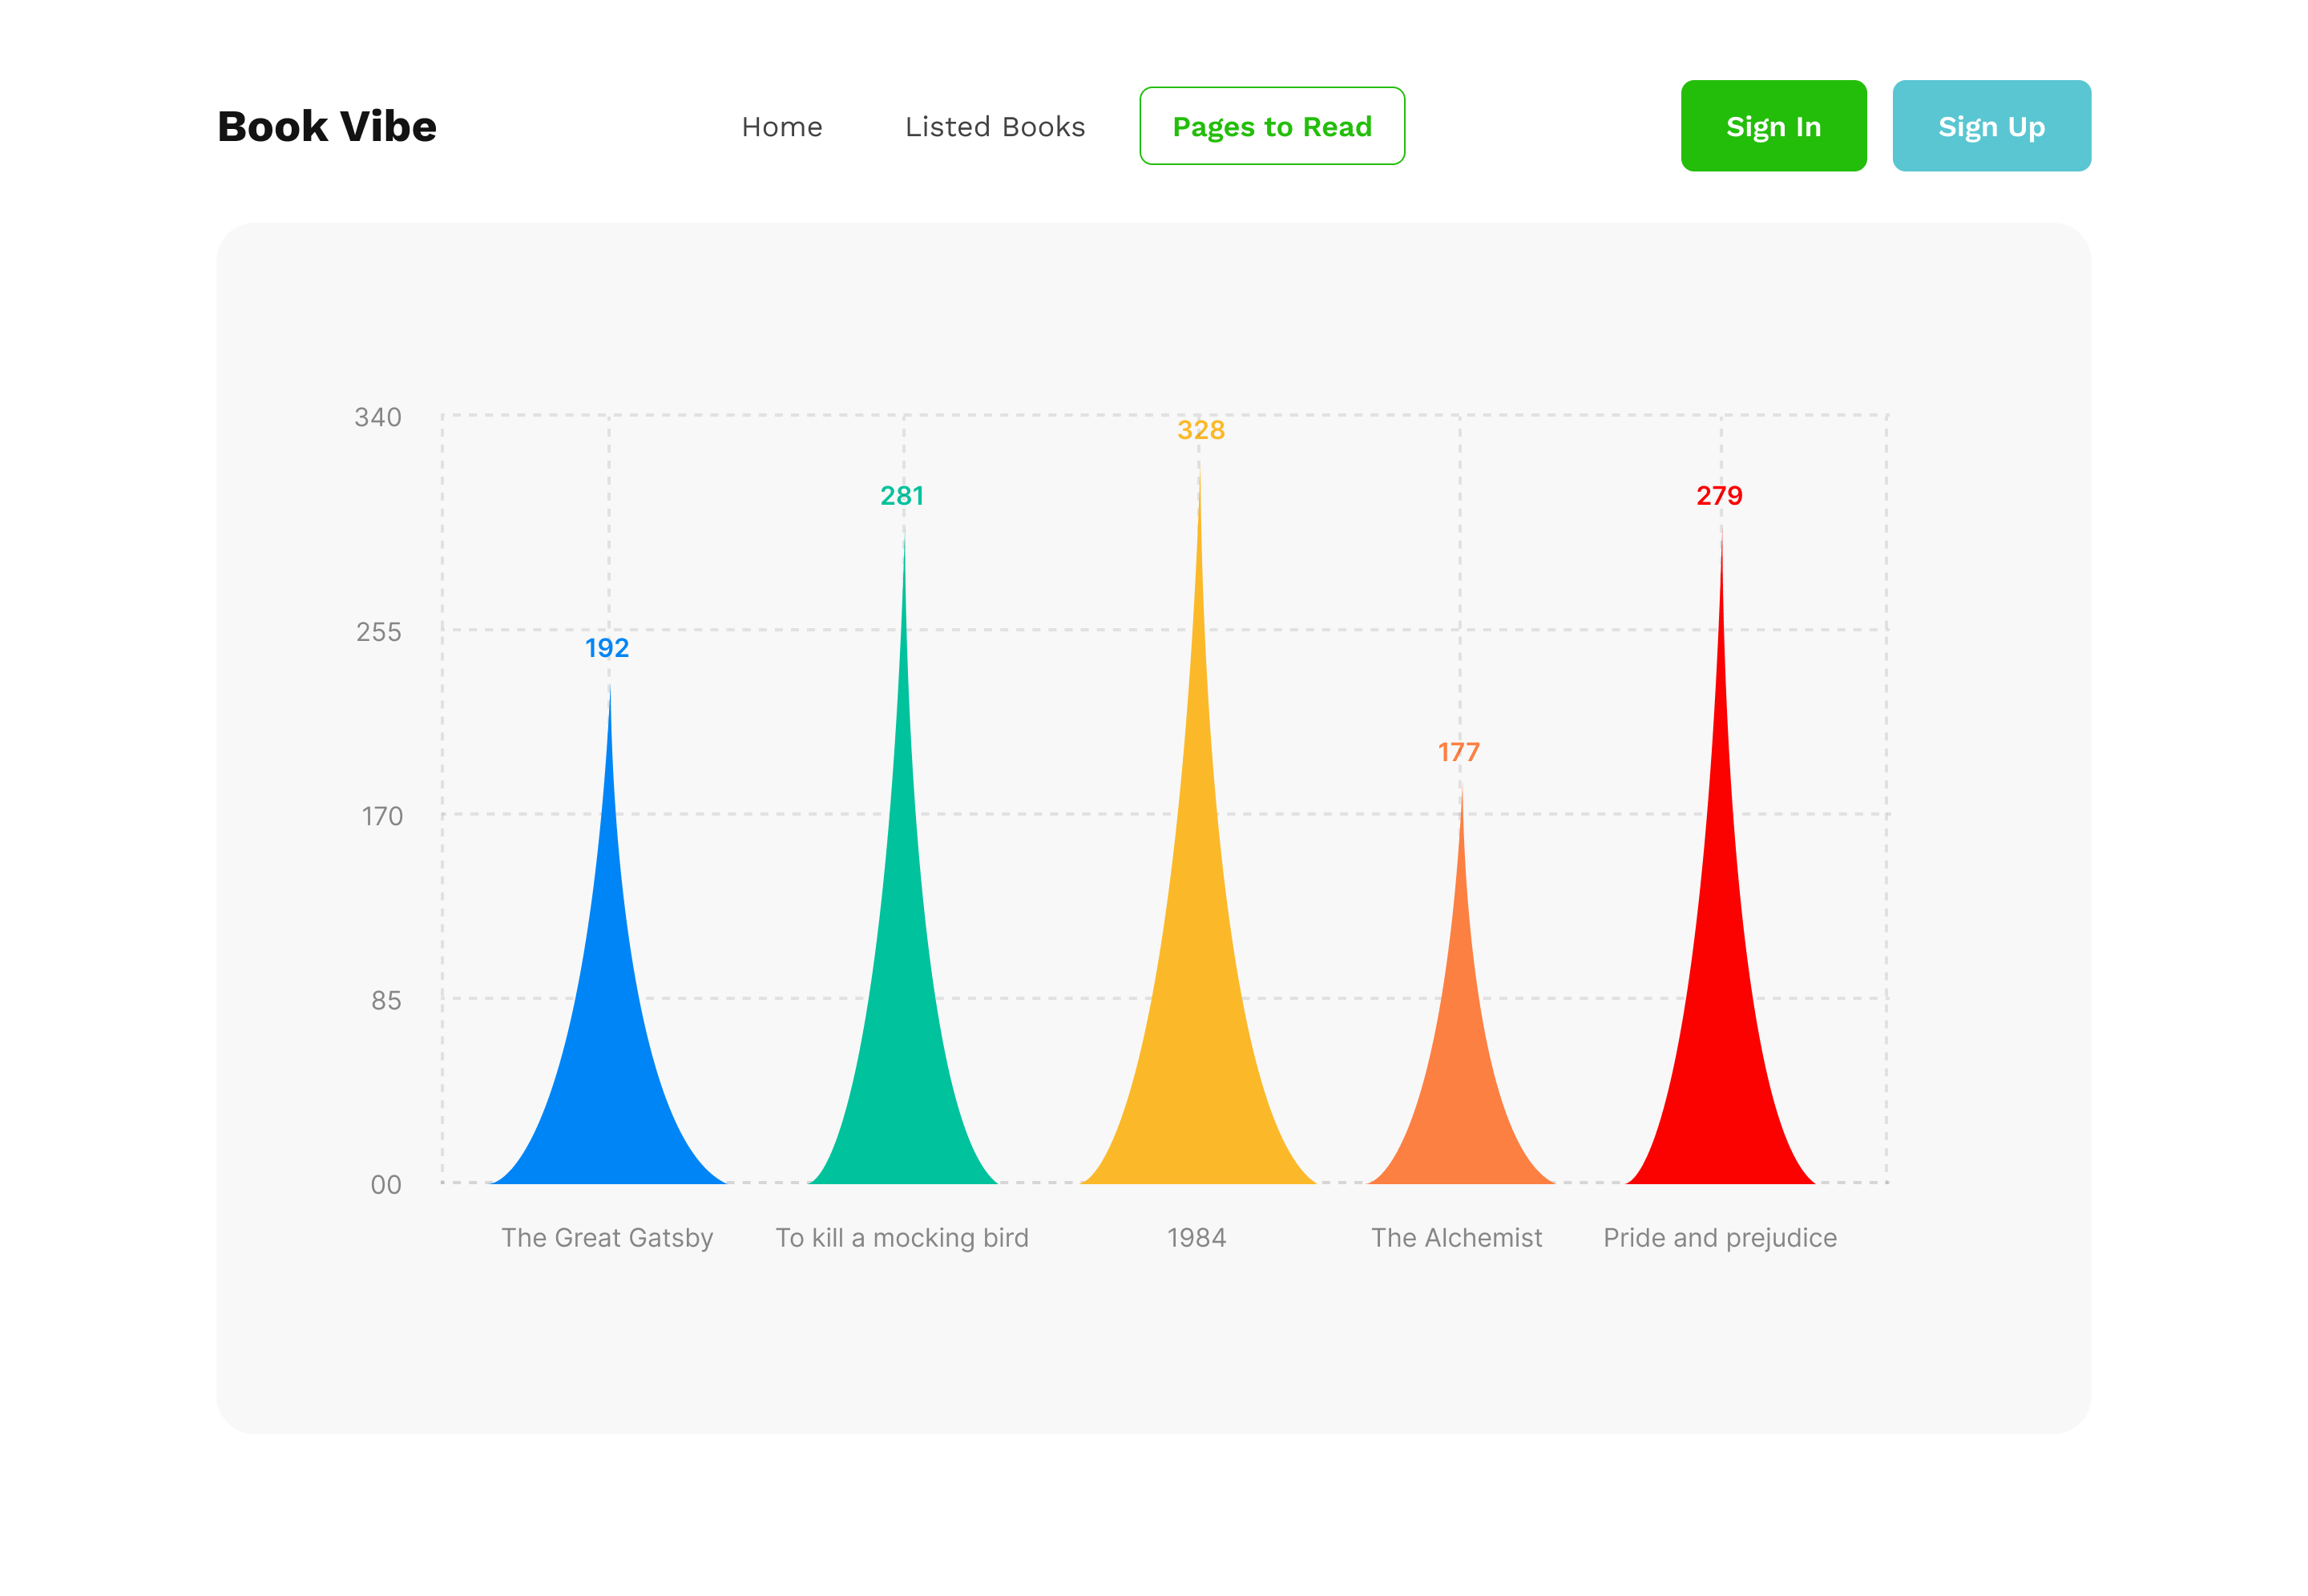 Book Vibe
Home
Listed Books
Pages to Read
Sign In
Sign Up
340
328
281
279
255
192
177
170
85
00
The Great Gatsby
To kill a mocking bird
1984
The Alchemist
Pride and prejudice